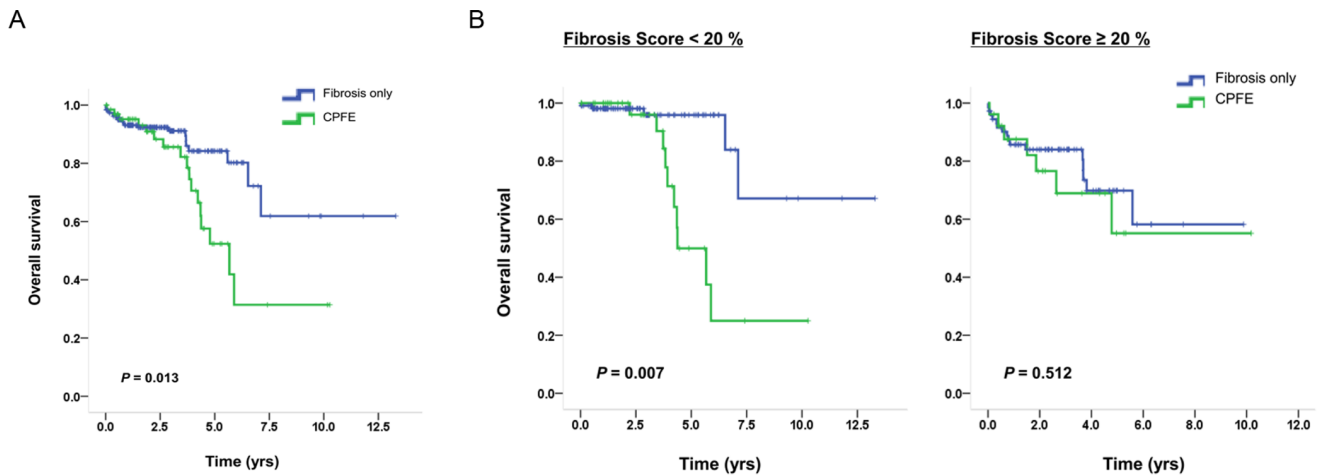 A
Fibrosis only
CPFE
1.0
0.8
0.6
0.4
0.2
0.0
Overall survival
P = 0.013
0.0 2.5 5.0 7.5 10.0 12.5
Time (yrs)
B
Fibrosis Score < 20 %
1.0
0.8
0.6
0.4
0.2
0.0
Overall survival
P = 0.007
0.0 2.5 5.0 7.5 10.0 12.5
Time (yrs)
Fibrosis Score ≥ 20 %
Fibrosis only
CPFE
1.0
0.8
0.6
0.4
0.2
0.0
P = 0.512
0.0 2.0 4.0 6.0 8.0 10.0 12.0
Time (yrs)